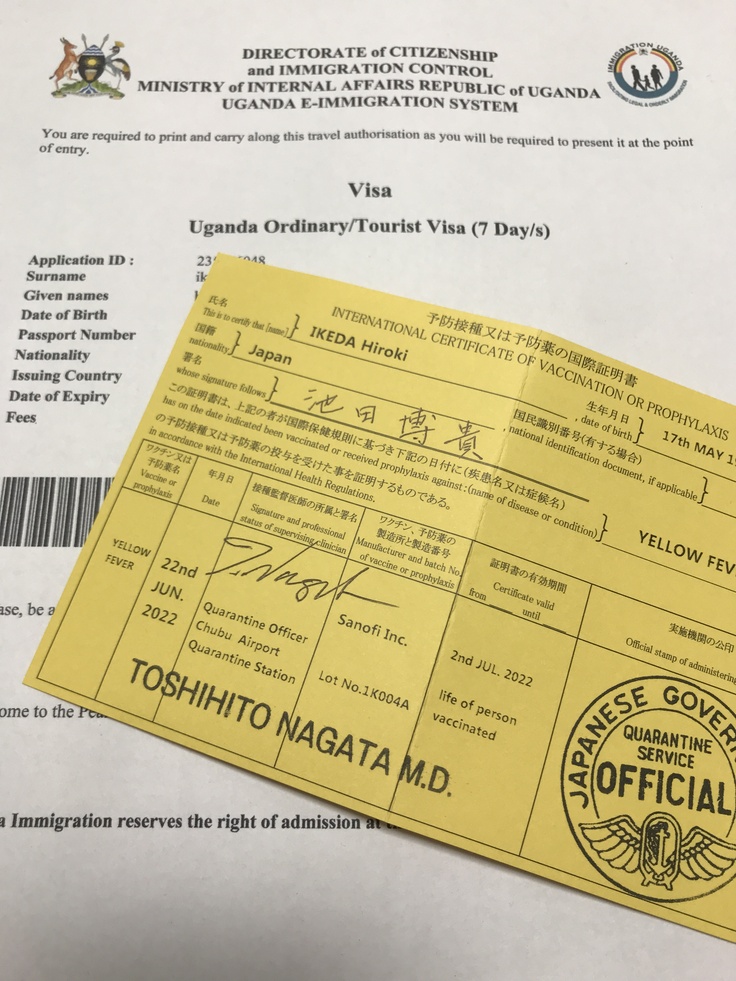 DIRECTORATE of CITIZENSHIP
and IMMIGRATION CONTROL
MINISTRY of INTERNAL AFFAIRS REPUBLIC of UGANDA
UGANDA E-IMMIGRATION SYSTEM
IMMIGRATION UGANDA
FACILITATING LEGAL & ORDERLY MIGRATION
You are required to print and carry along this travel authorisation as you will be required to present it at the point
of entry.
Visa
Uganda Ordinary/Tourist Visa (7 Day/s)
Application ID :
Surname
Given names
Date of Birth
Passport Number
Nationality
Issuing Country
Date of Expiry
Fees
ome to the
a Immigration reserves the right of admission at
予防接種又は予防薬の国際証明書
INTERNATIONAL CERTIFICATE OF VACCINATION OR PROPHYLAXIS
氏名
This is to certify that [name] } IKEDA Hiroki
生年月日
, date of birth } 17th MAY
国籍
nationality, } Japan
国民識別番号(有する場合)
, national identification document, if applicable }
署名
whose signature follows } 池田博貴
この証明書は、上記の者が国際保健規則に基づき下記の日付に(疾患名又は症候名)
has on the date indicated been vaccinated or received prophylaxis against:(name of disease or condition) } YELLOW FEV
の予防接種又は予防薬の投与を受けた事を証明するものである。
in accordance with the International Health Regulations.
ワクチン又は
予防薬名
Vaccine or
prophylaxis
年月日
Date
接種監督医師の所属と署名
Signature and professional
status of supervising clinician
ワクチン、予防薬の
製造所と製造番号
Manufacturer and batch No.
of vaccine or prophylaxis
証明書の有効期間
Certificate valid
from
until
実施機関の公印
Official stamp of administering
YELLOW
FEVER
22nd
JUN.
2022
Quarantine Officer
Chubu Airport
Quarantine Station
Sanofi Inc.
Lot No.1K004A
2nd JUL. 2022
life of person
vaccinated
TOSHIHITO NAGATA M.D.
JAPANESE GOVERN
QUARANTINE
SERVICE
OFFICIAL